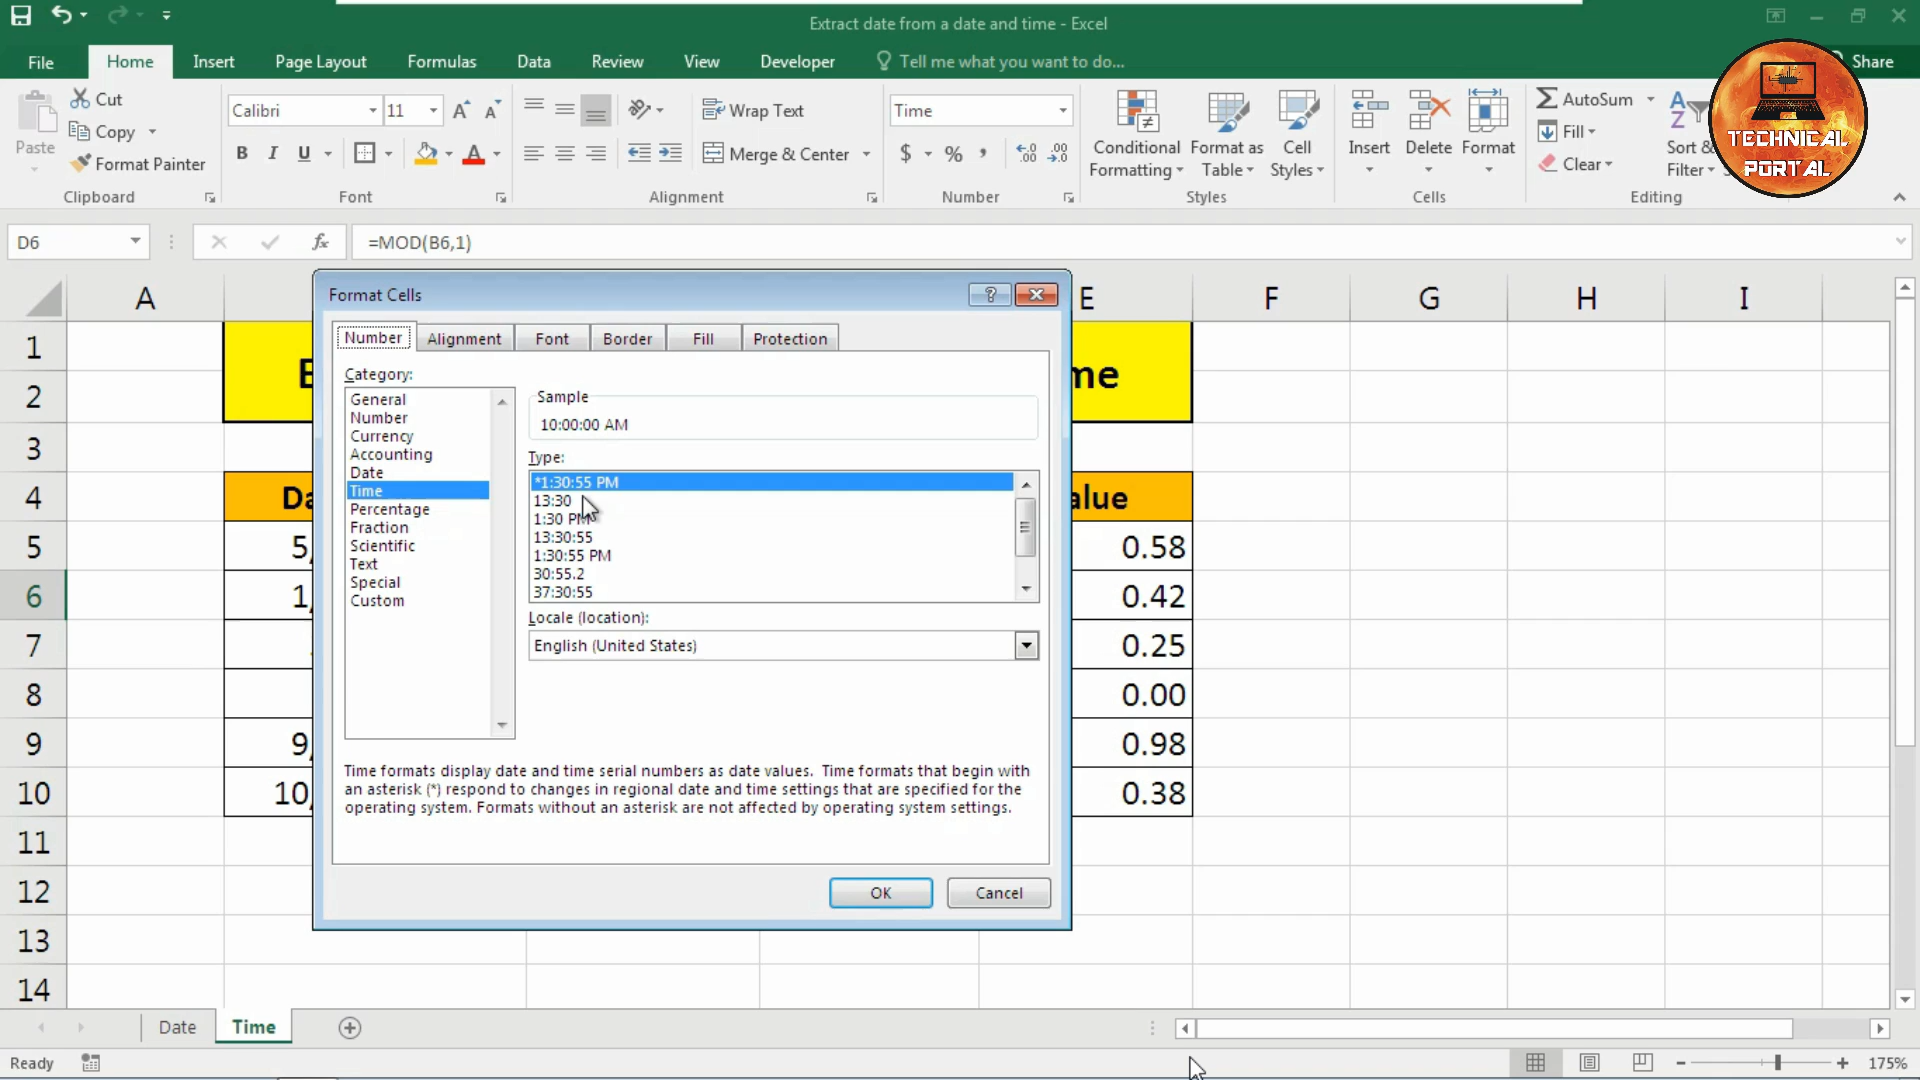 Extract date from a date and time - Excel
File Home Insert Page Layout Formulas Data Review View Developer Tell me what you want to do... Share
Paste
Cut
Copy
Format Painter
Clipboard
Calibri 11
B I U A
Font
Wrap Text
Merge & Center
Alignment
Time
$ % ,
Number
Conditional Formatting
Format as Table
Cell Styles
Styles
Insert Delete Format
Cells
AutoSum
Fill
Clear
Sort & Filter
Editing
TECHNICAL
PORTAL
D6 fx =MOD(B6,1)
A E F G H I
1
2
3
4
5
6
7
8
9
10
11
12
13
14
me
alue
5/
1/
9/
10/
0.58
0.42
0.25
0.00
0.98
0.38
Format Cells
Number Alignment Font Border Fill Protection
Category:
General
Number
Currency
Accounting
Date
Time
Percentage
Fraction
Scientific
Text
Special
Custom
Sample
10:00:00 AM
Type:
*1:30:55 PM
13:30
1:30 PM
13:30:55
1:30:55 PM
30:55.2
37:30:55
Locale (location):
English (United States)
Time formats display date and time serial numbers as date values. Time formats that begin with
an asterisk (*) respond to changes in regional date and time settings that are specified for the
operating system. Formats without an asterisk are not affected by operating system settings.
OK Cancel
Date Time
Ready 175%